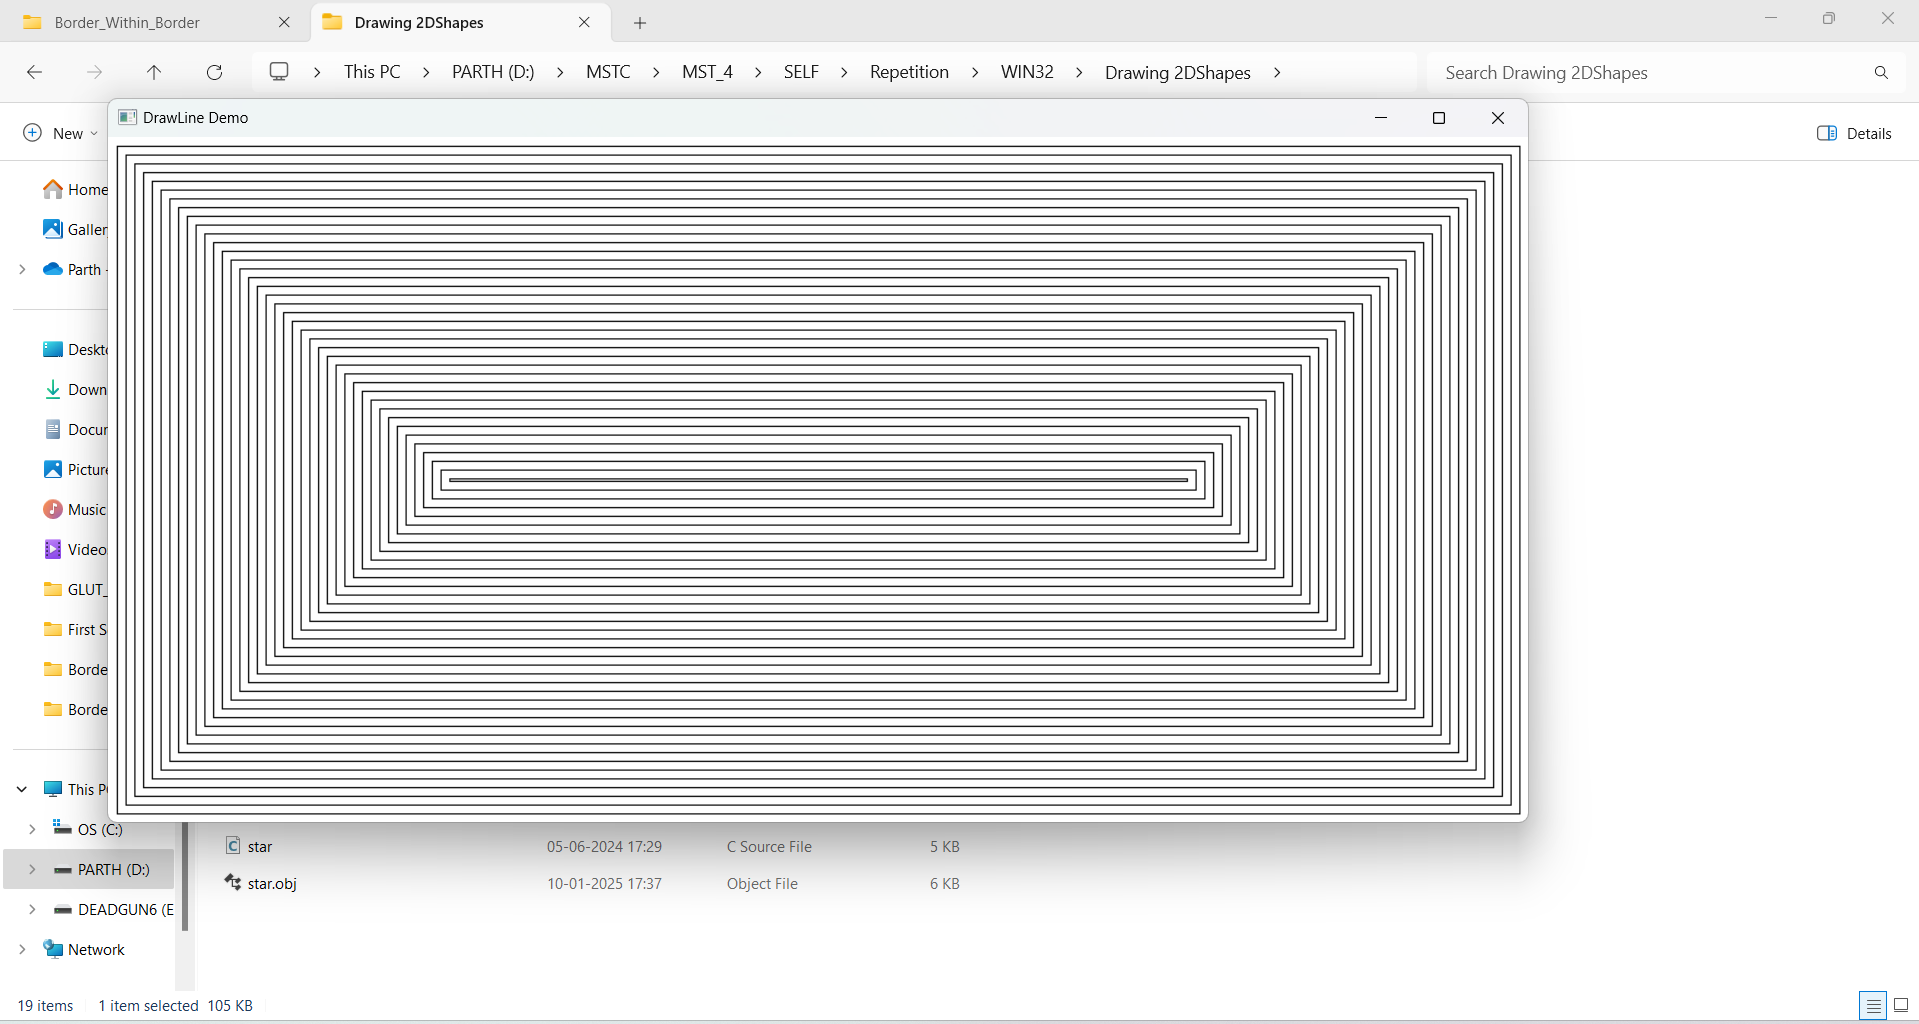 Border_Within_Border
Drawing 2DShapes
This PC > PARTH (D:) > MSTC > MST_4 > SELF > Repetition > WIN32 > Drawing 2DShapes >
Search Drawing 2DShapes
New
DrawLine Demo
Details
Home
Galler
Parth -
Deskto
Down
Docur
Picture
Music
Video
GLUT_
First S
Borde
Borde
This P
OS (C:)
PARTH (D:)
DEADGUN6 (E
Network
star 05-06-2024 17:29 C Source File 5 KB
star.obj 10-01-2025 17:37 Object File 6 KB
19 items 1 item selected 105 KB